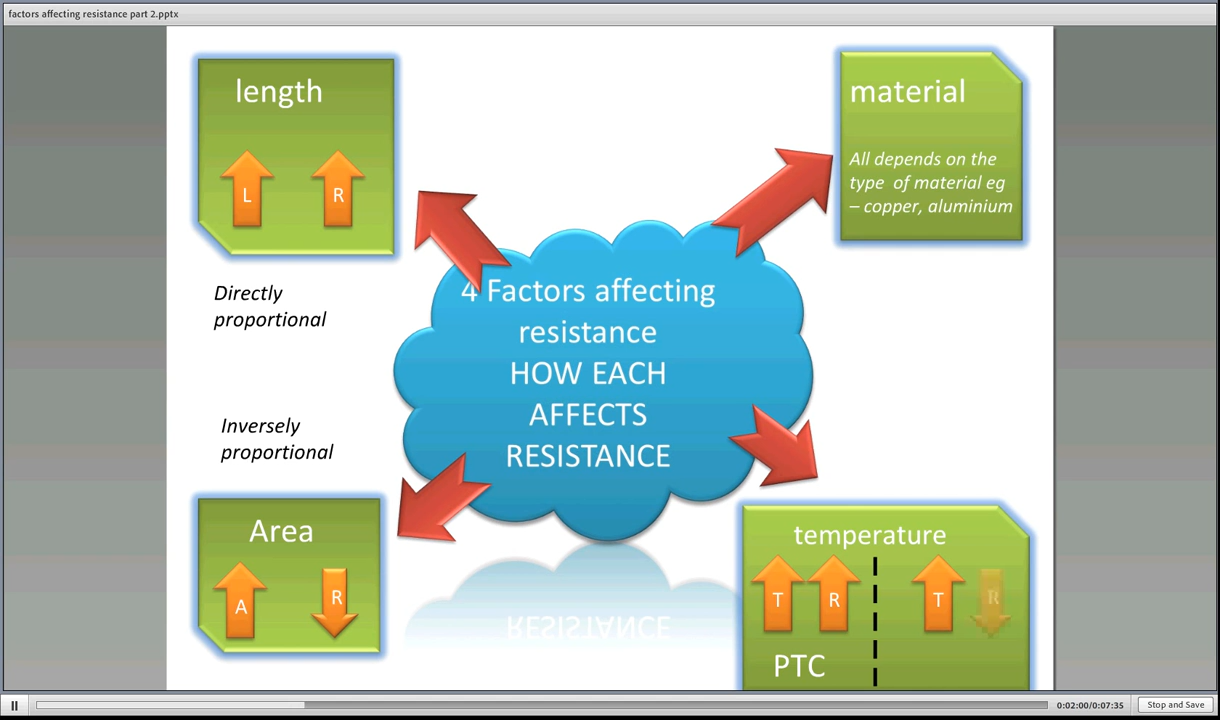 factors affecting resistance part 2.pptx
length
L R
Directly
proportional
material
All depends on the
type of material eg
– copper, aluminium
4 Factors affecting
resistance
HOW EACH
AFFECTS
RESISTANCE
Inversely
proportional
Area
A R
temperature
T R T R
PTC
RESISTANCE
0:02:00/0:07:35
Stop and Save